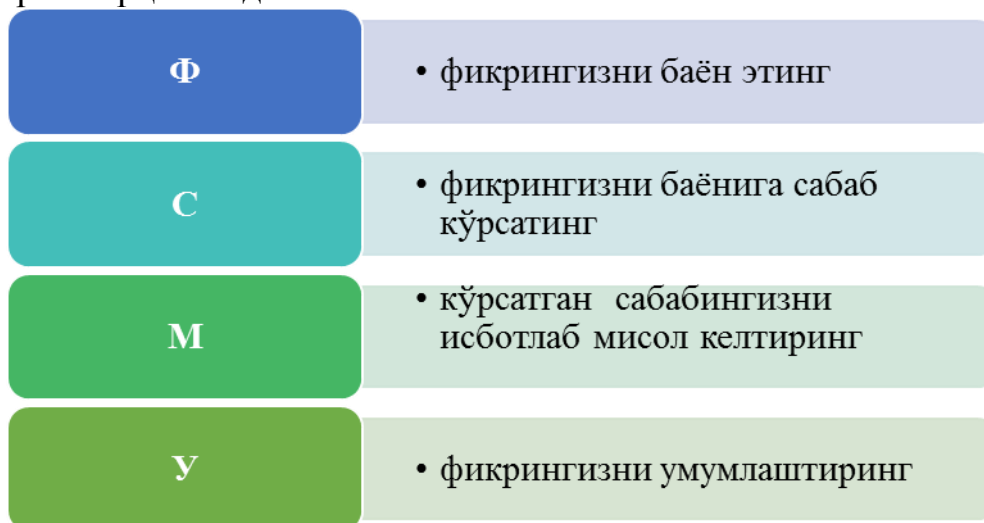 Ф
• фикрингизни баён этинг
С
• фикрингизни баёнига сабаб
кўрсатинг
М
• кўрсатган сабабингизни
исботлаб мисол келтиринг
У
• фикрингизни умумлаштиринг